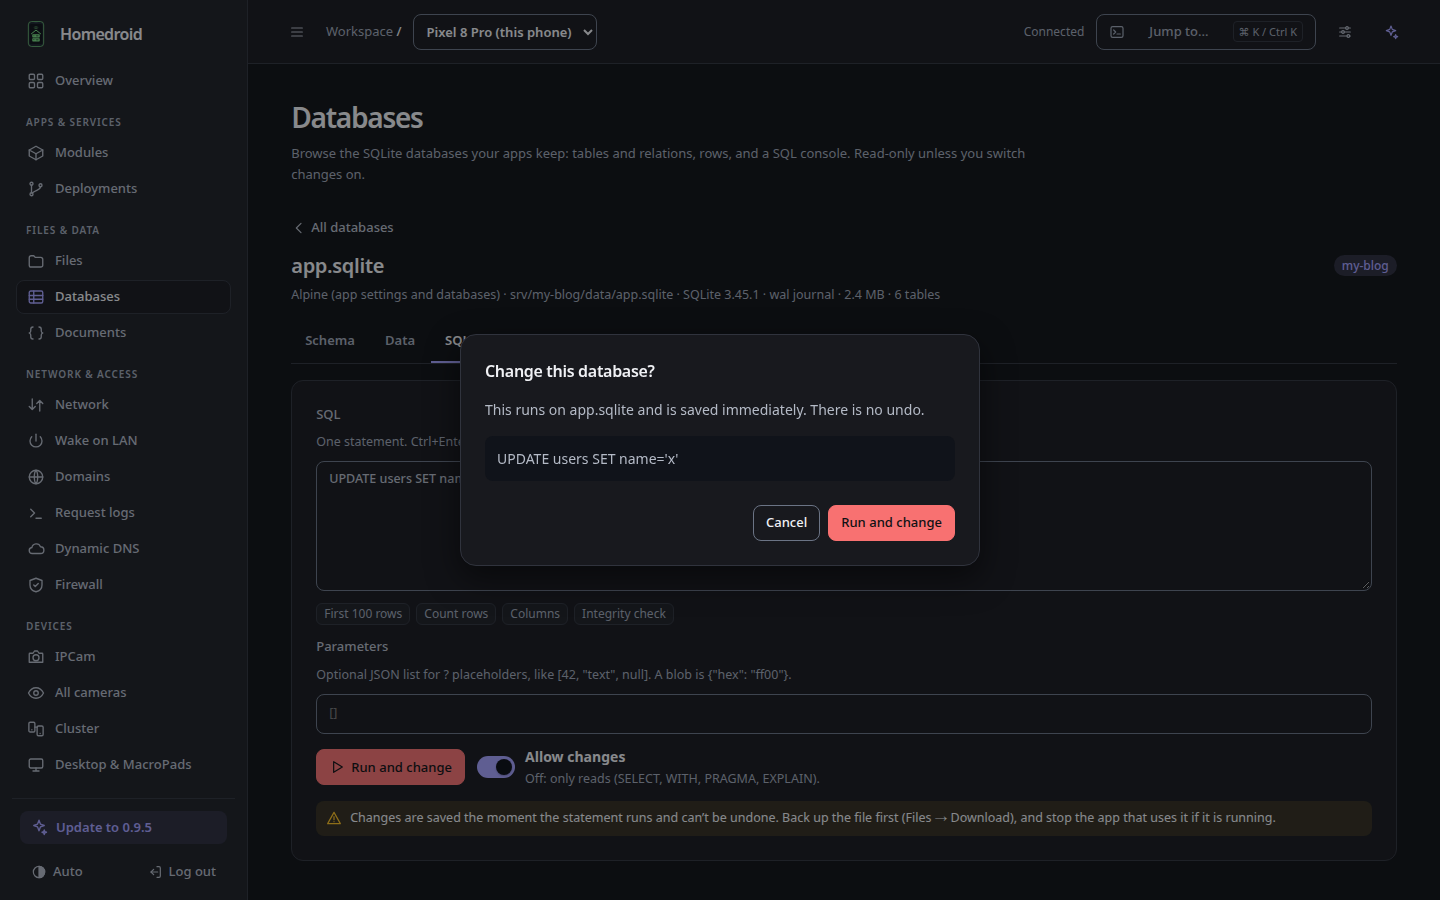 Homedroid
Overview
APPS & SERVICES
Modules
Deployments
FILES & DATA
Files
Databases
Documents
NETWORK & ACCESS
Network
Wake on LAN
Domains
Request logs
Dynamic DNS
Firewall
DEVICES
IPCam
All cameras
Cluster
Desktop & MacroPads
Update to 0.9.5
Auto
Log out
Workspace /
Pixel 8 Pro (this phone)
Connected
Jump to...
⌘ K / Ctrl K
Databases
Browse the SQLite databases your apps keep: tables and relations, rows, and a SQL console. Read-only unless you switch
changes on.
All databases
app.sqlite
my-blog
Alpine (app settings and databases) · srv/my-blog/data/app.sqlite · SQLite 3.45.1 · wal journal · 2.4 MB · 6 tables
Schema
Data
Change this database?
This runs on app.sqlite and is saved immediately. There is no undo.
UPDATE users SET name='x'
Cancel
Run and change
SQL
One statement.
UPDATE users SET
First 100 rows
Count rows
Columns
Integrity check
Parameters
Optional JSON list for ? placeholders, like [42, "text", null]. A blob is {"hex": "ff00"}.
[]
Run and change
Allow changes
Off: only reads (SELECT, WITH, PRAGMA, EXPLAIN).
Changes are saved the moment the statement runs and can't be undone. Back up the file first (Files → Download), and stop the app that uses it if it is running.